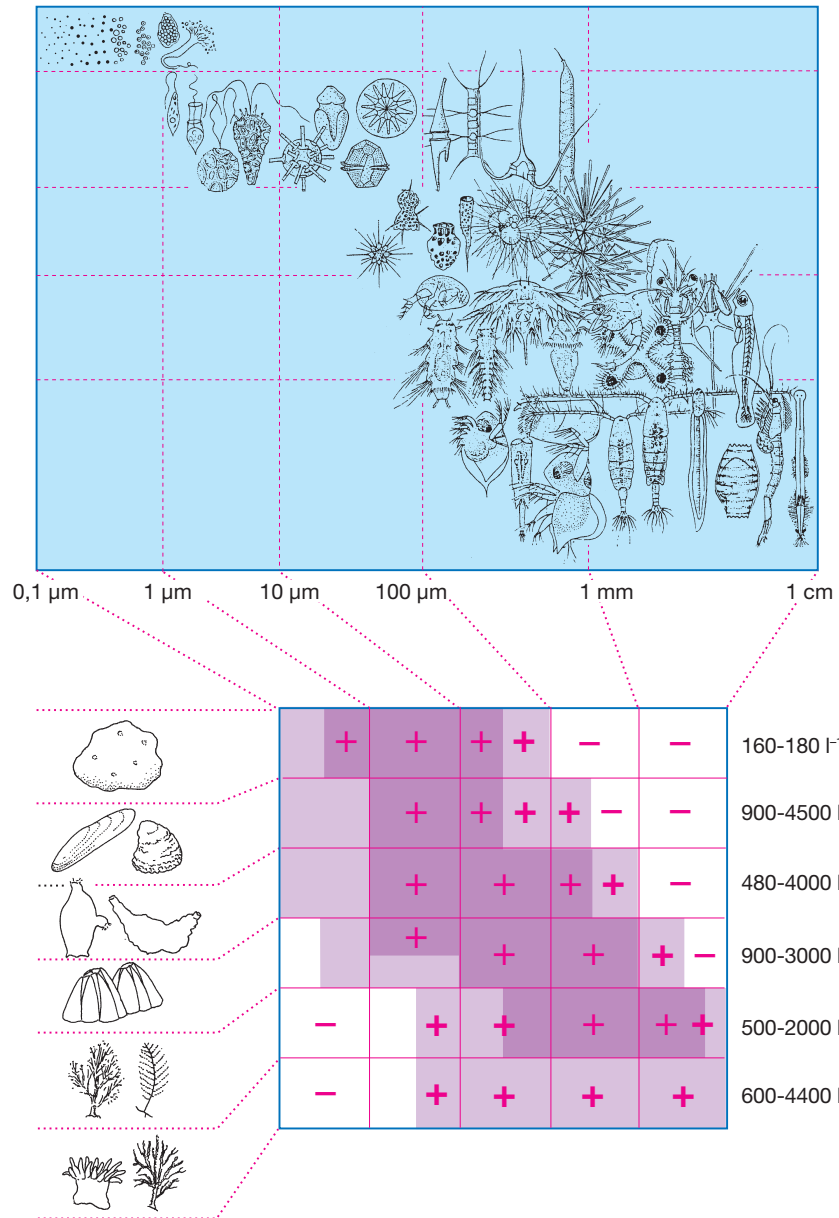 0,1 µm 1 µm 10 µm 100 µm 1 mm 1 cm
+ + + + − −
160-180 l⁻
+ + + + − −
900-4500 l
+ + + + −
480-4000 l
+ + + + −
900-3000 l
− + + + + +
500-2000 l
− + + + +
600-4400 l